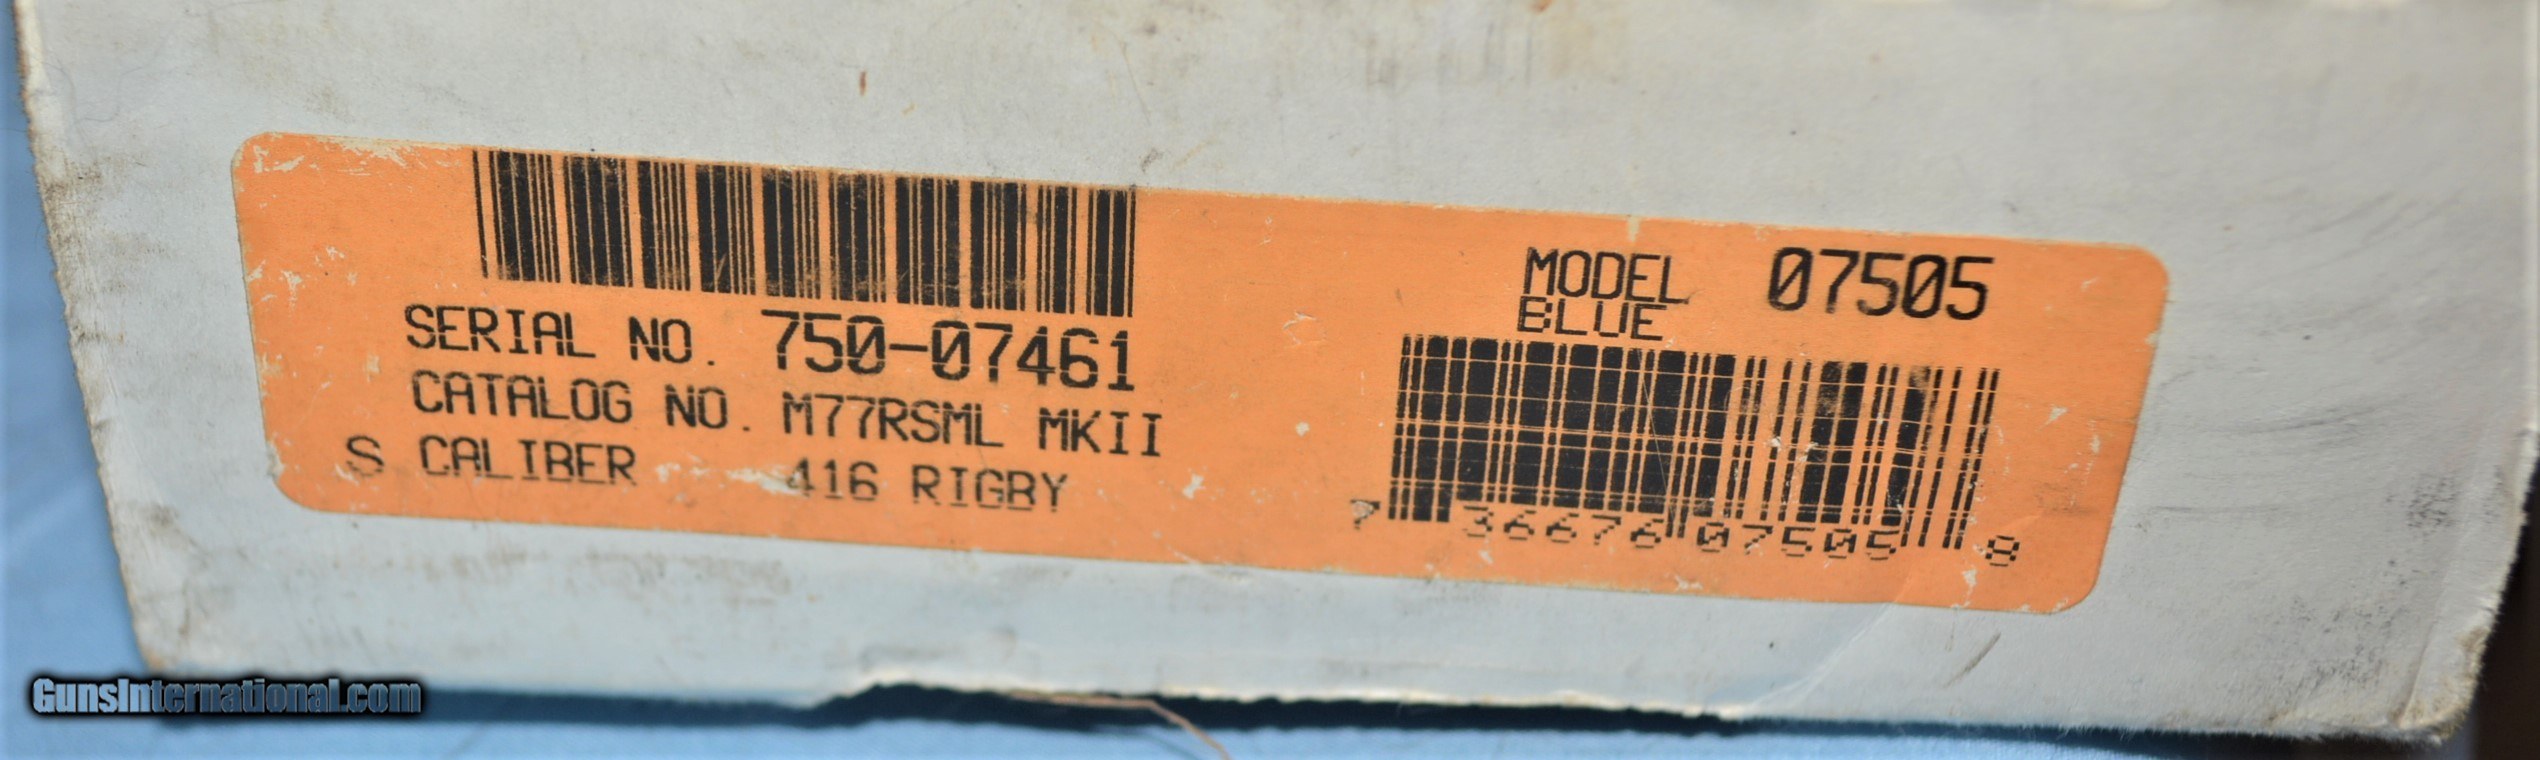 SERIAL NO. 750-07461
CATALOG NO. M77RSML MKII
S CALIBER 416 RIGBY
MODEL 07505
BLUE
7 36676 07505 8
GunsInternational.com